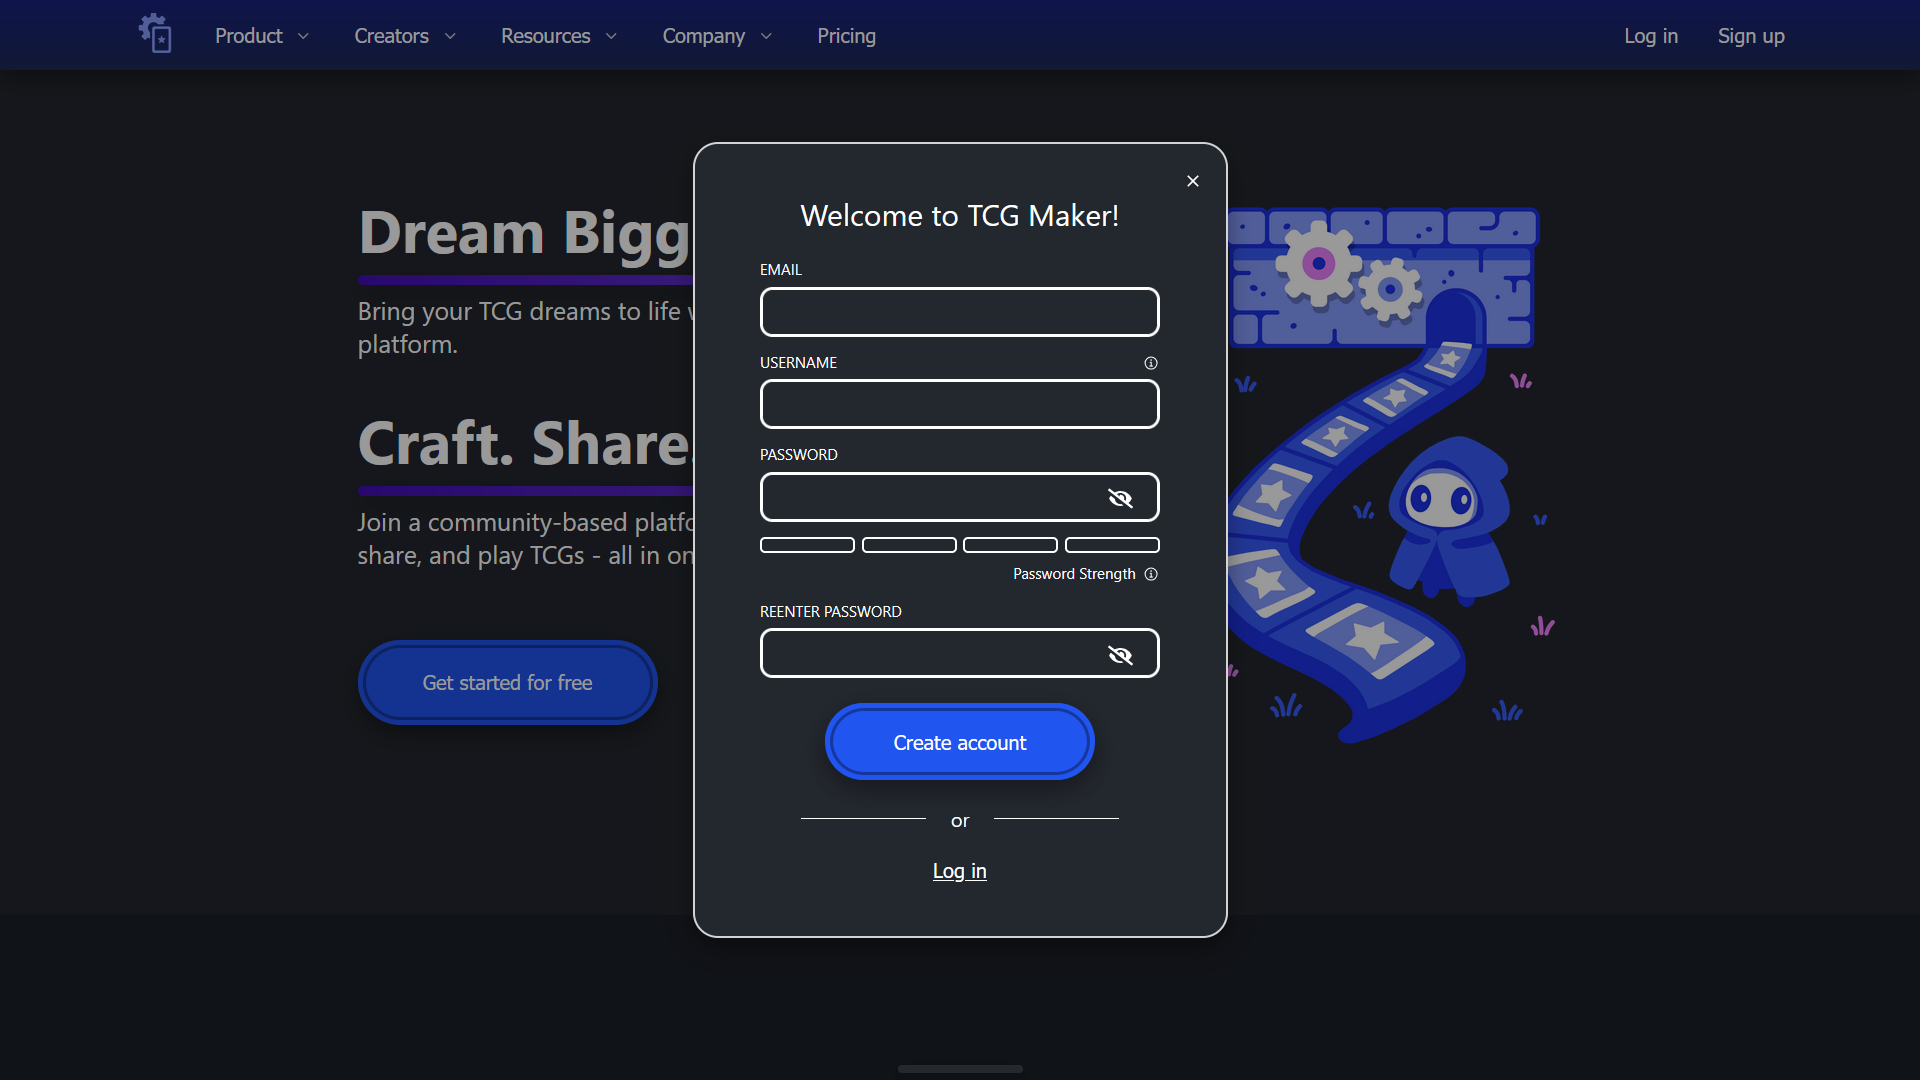 Product
Creators
Resources
Company
Pricing
Log in
Sign up
Dream Bigg
Bring your TCG dreams to life
platform.
Craft. Share.
Join a community-based platfo
share, and play TCGs - all in on
Get started for free
Welcome to TCG Maker!
EMAIL
USERNAME
PASSWORD
Password Strength
REENTER PASSWORD
Create account
or
Log in